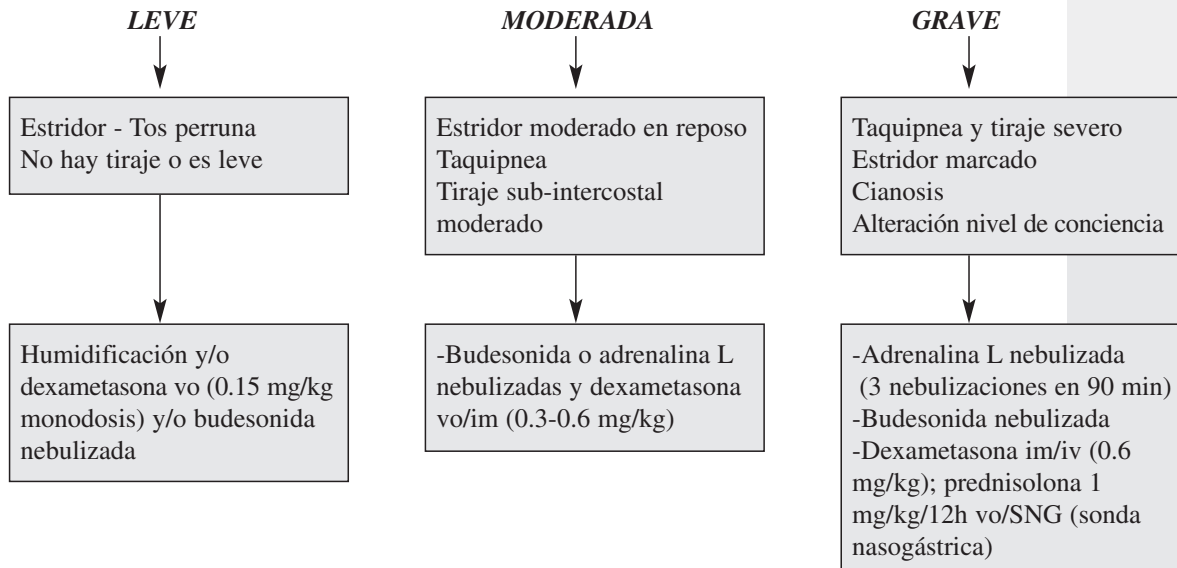 LEVE
Estridor - Tos perruna
No hay tiraje o es leve
Humidificación y/o
dexametasona vo (0.15 mg/kg
monodosis) y/o budesonida
nebulizada
MODERADA
Estridor moderado en reposo
Taquipnea
Tiraje sub-intercostal
moderado
-Budesonida o adrenalina L
nebulizadas y dexametasona
vo/im (0.3-0.6 mg/kg)
GRAVE
Taquipnea y tiraje severo
Estridor marcado
Cianosis
Alteración nivel de conciencia
-Adrenalina L nebulizada
(3 nebulizaciones en 90 min)
-Budesonida nebulizada
-Dexametasona im/iv (0.6
mg/kg); prednisolona 1
mg/kg/12h vo/SNG (sonda
nasogástrica)